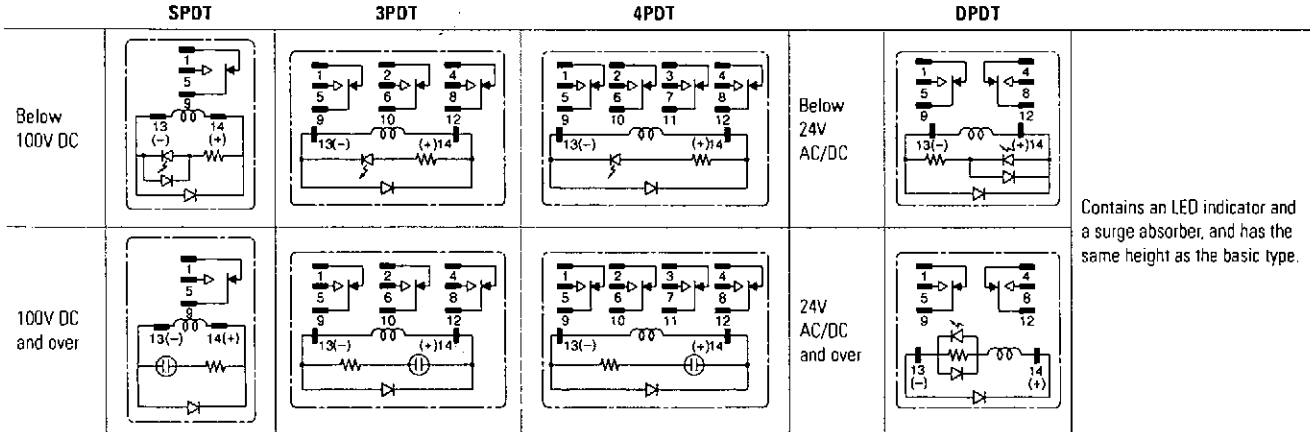 SPDT 3PDT 4PDT DPDT
Below
100V DC
1
5
9
13 14
(–) (+)
1 2 4
5 6 8
9 10 12
13(–) (+)14
1 2 3 4
5 6 7 8
9 10 11 12
13(–) (+)14
Below
24V
AC/DC
1 4
5 8
9 12
13(–) (+)14
Contains an LED indicator and
a surge absorber, and has the
same height as the basic type.
100V DC
and over
1
5
9
13(–) 14(+)
1 2 4
5 6 8
9 10 12
13(–) (+)14
1 2 3 4
5 6 7 8
9 10 11 12
13(–) (+)14
24V
AC/DC
and over
1 4
5 8
9 12
13 14
(–) (+)